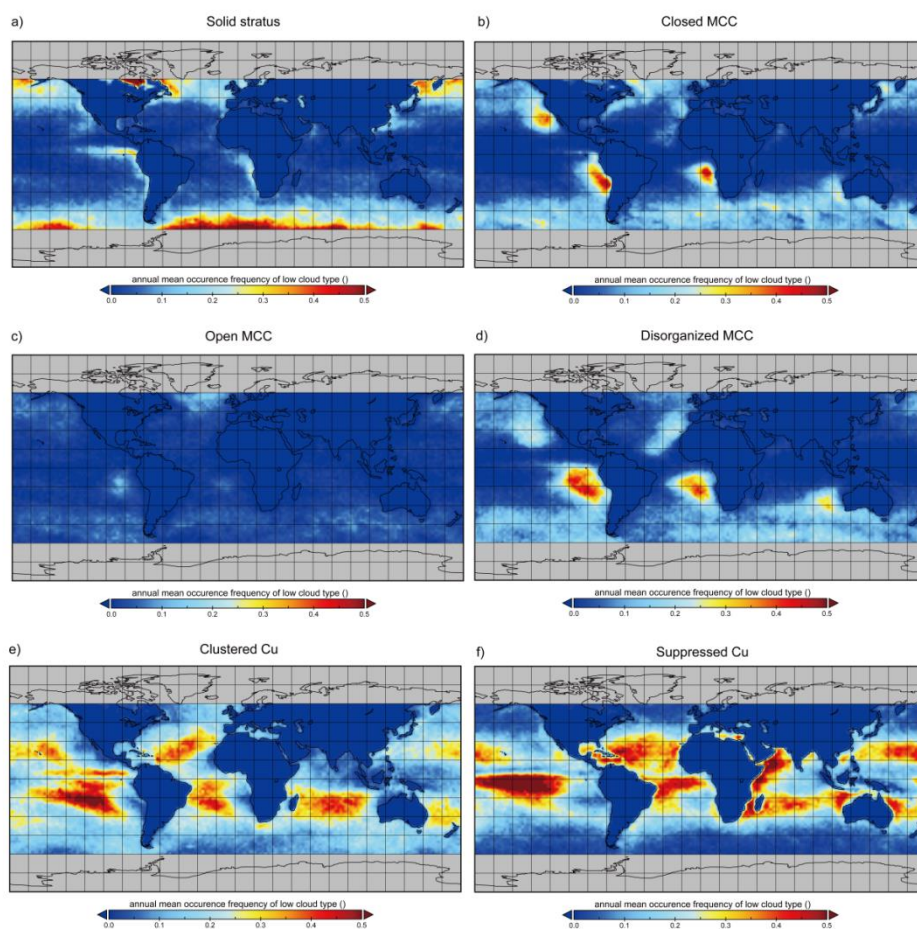 a) Solid stratus
b) Closed MCC
annual mean occurence frequency of low cloud type ()
0.0 0.1 0.2 0.3 0.4 0.5
annual mean occurence frequency of low cloud type ()
0.0 0.1 0.2 0.3 0.4 0.5
c) Open MCC
d) Disorganized MCC
annual mean occurence frequency of low cloud type ()
0.0 0.1 0.2 0.3 0.4 0.5
annual mean occurence frequency of low cloud type ()
0.0 0.1 0.2 0.3 0.4 0.5
e) Clustered Cu
f) Suppressed Cu
annual mean occurence frequency of low cloud type ()
0.0 0.1 0.2 0.3 0.4 0.5
annual mean occurence frequency of low cloud type ()
0.0 0.1 0.2 0.3 0.4 0.5